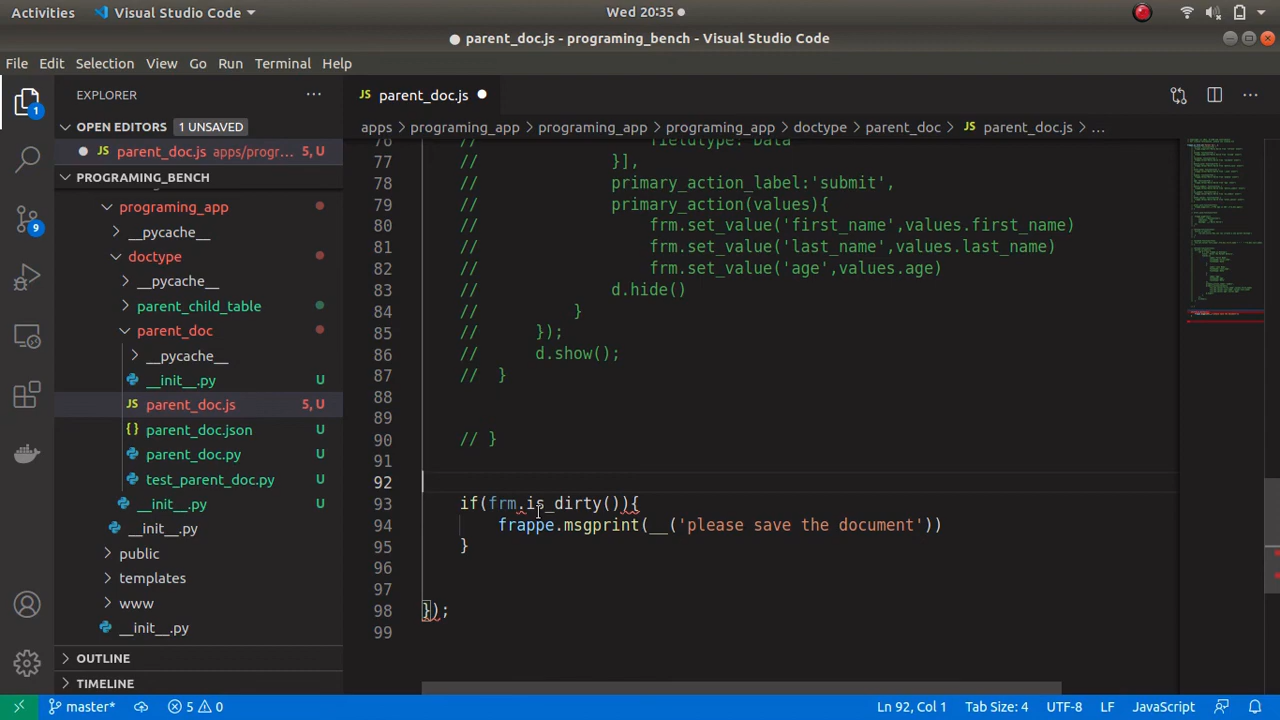 Activities Visual Studio Code Wed 20:35
parent_doc.js - programing_bench - Visual Studio Code
File Edit Selection View Go Run Terminal Help
EXPLORER
OPEN EDITORS 1 UNSAVED
JS parent_doc.js apps/progr... 5, U
PROGRAMING_BENCH
programing_app
__pycache__
doctype
__pycache__
parent_child_table
parent_doc
__pycache__
__init__.py U
JS parent_doc.js 5, U
{} parent_doc.json U
parent_doc.py U
test_parent_doc.py U
__init__.py U
__init__.py
public
templates
www
__init__.py
OUTLINE
TIMELINE
1
9
JS parent_doc.js
apps > programing_app > programing_app > programing_app > doctype > parent_doc > JS parent_doc.js > ...
76 // fieldtype: 'Data'
77 // }],
78 // primary_action_label:'submit',
79 // primary_action(values){
80 // frm.set_value('first_name',values.first_name)
81 // frm.set_value('last_name',values.last_name)
82 // frm.set_value('age',values.age)
83 // d.hide()
84 // }
85 // });
86 // d.show();
87 // }
88
89
90 // }
91
92
93 if(frm.is_dirty()){
94 frappe.msgprint(__('please save the document'))
95 }
96
97
98 });
99
master* 5 0 Ln 92, Col 1 Tab Size: 4 UTF-8 LF JavaScript